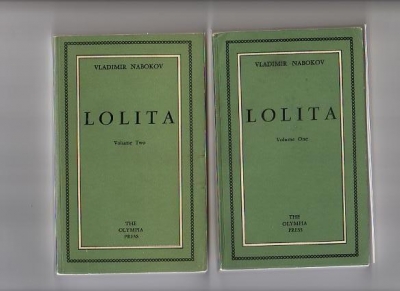 VLADIMIR NABOKOV
LOLITA
Volume Two
THE
OLYMPIA
PRESS
VLADIMIR NABOKOV
LOLITA
Volume One
THE
OLYMPIA
PRESS